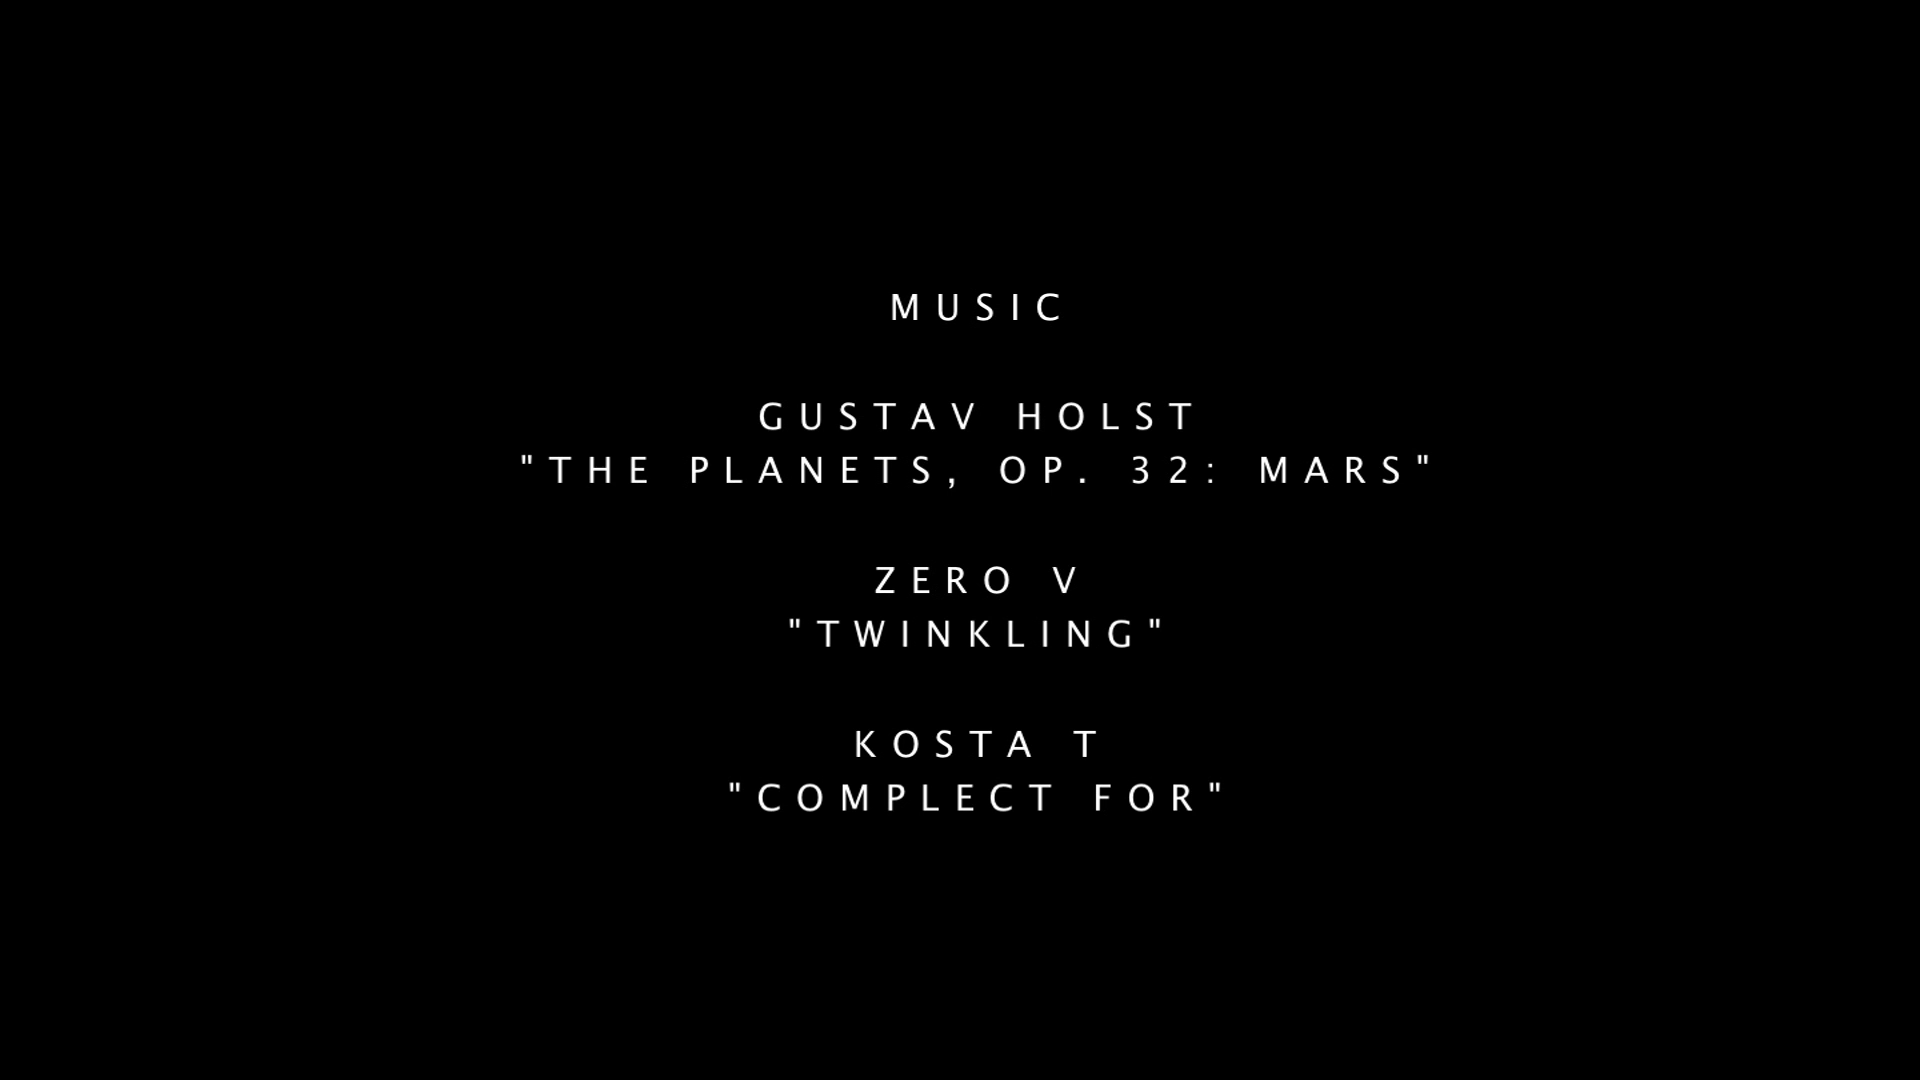 MUSIC
GUSTAV HOLST
"THE PLANETS, OP. 32: MARS"
ZERO V
"TWINKLING"
KOSTA T
"COMPLECT FOR"